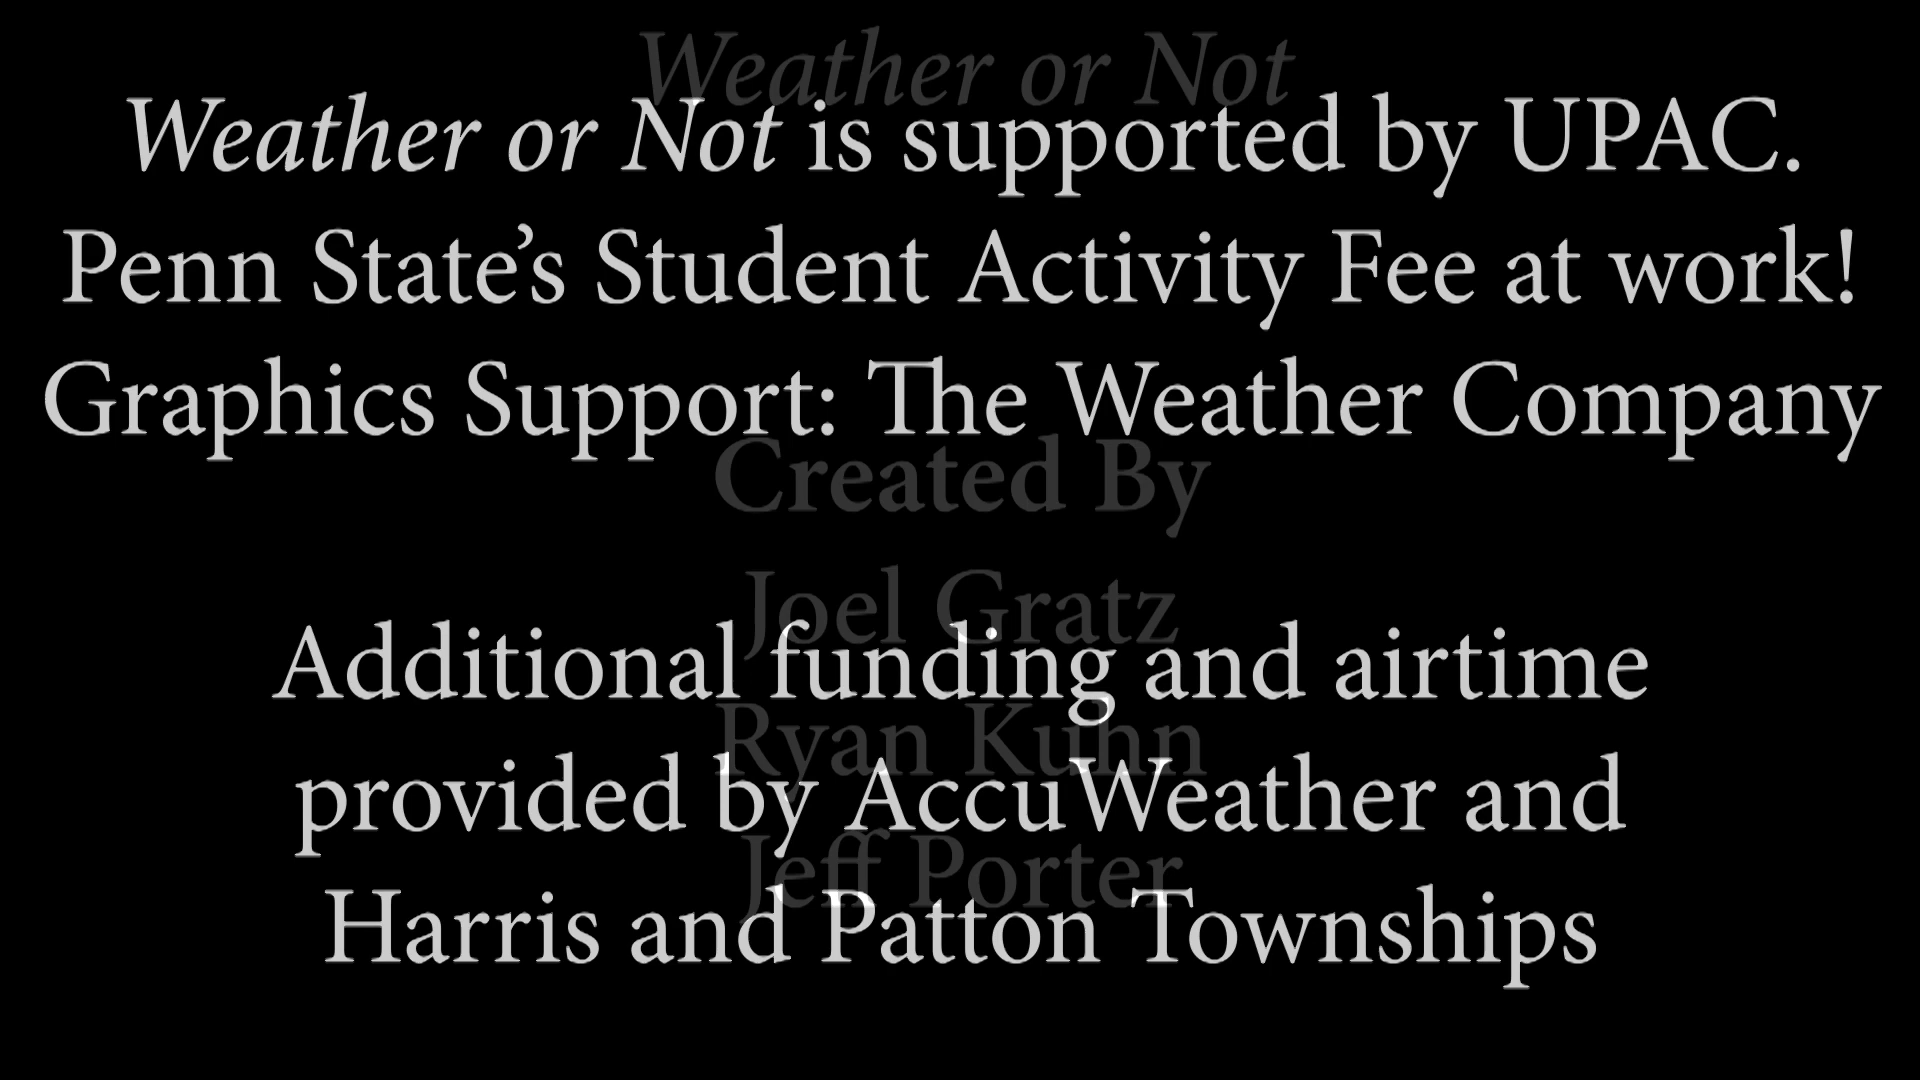 Weather or Not
Weather or Not is supported by UPAC.
Penn State’s Student Activity Fee at work!
Graphics Support: The Weather Company
Created By
Joel Gratz
Additional funding and airtime
Ryan Kuhn
provided by AccuWeather and
Jeff Porter
Harris and Patton Townships